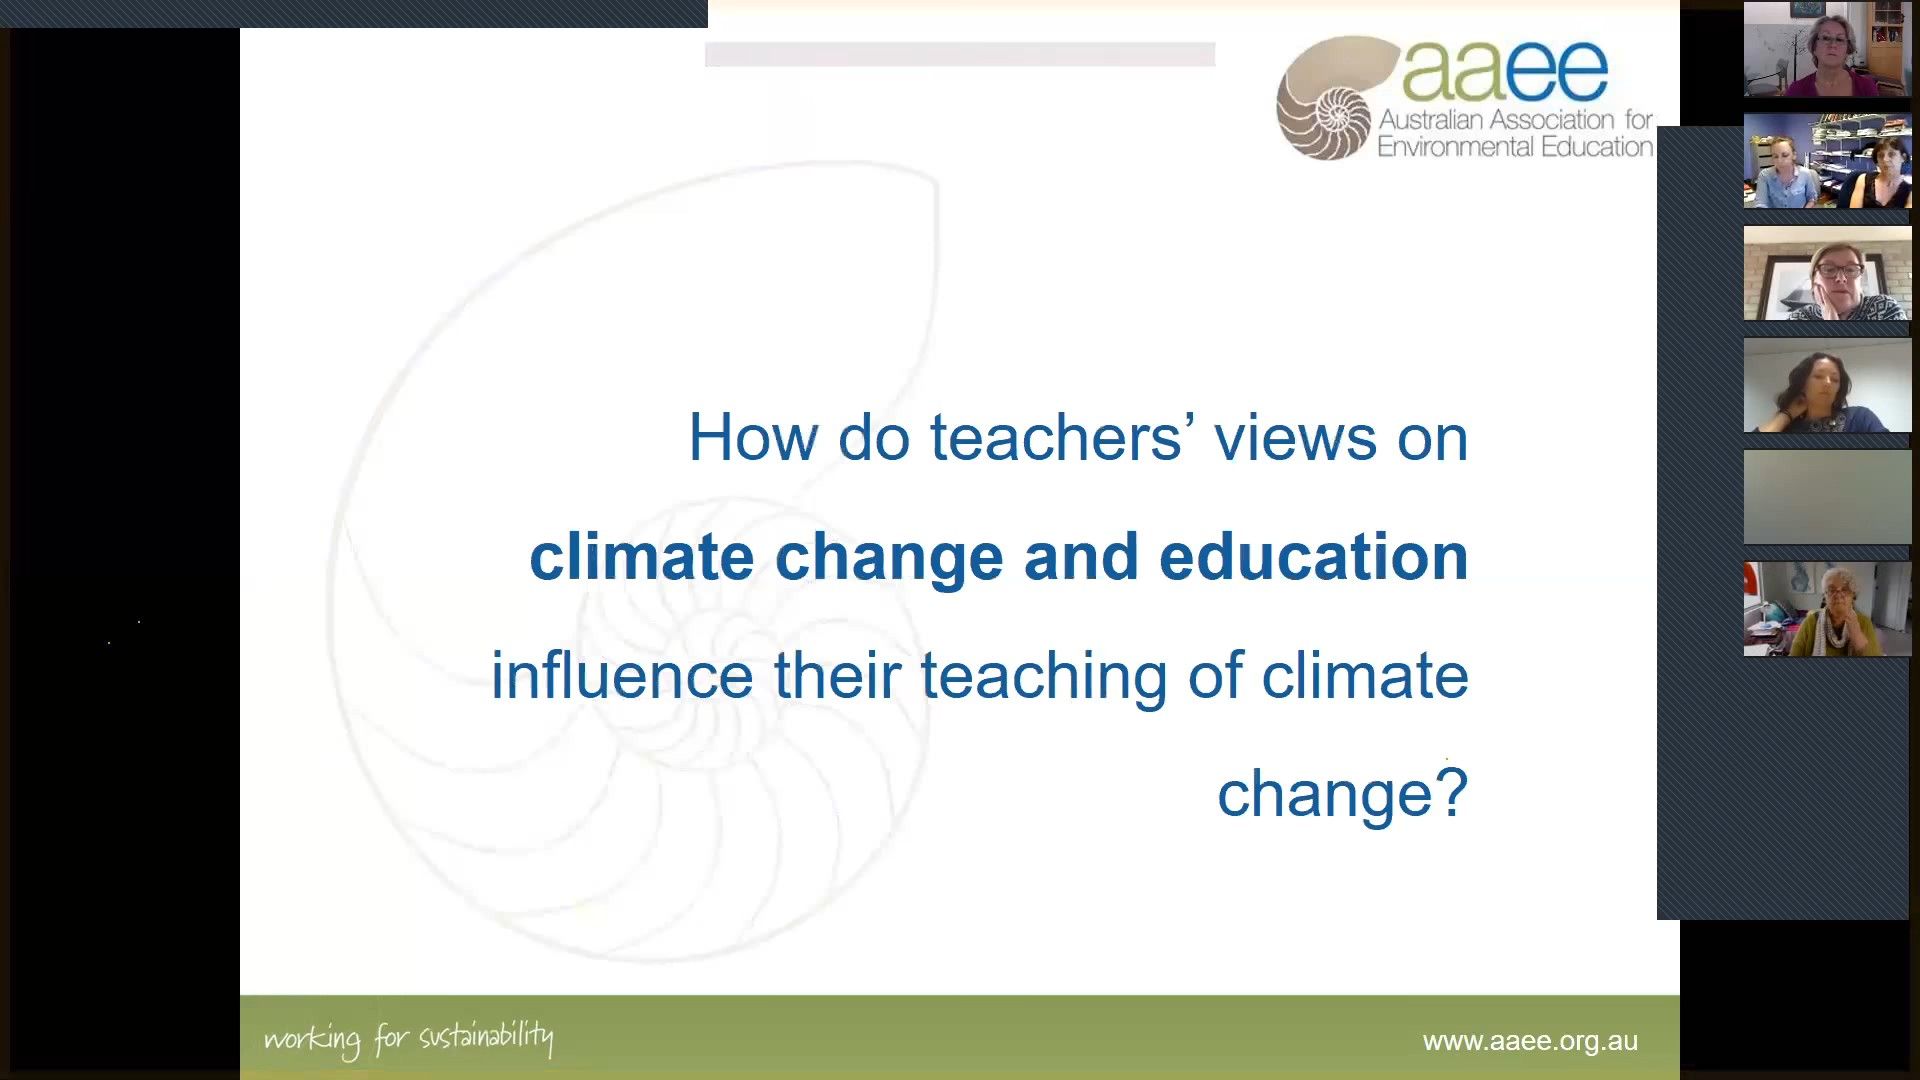 aaee
Australian Association for
Environmental Education
How do teachers’ views on
climate change and education
influence their teaching of climate
change?
working for sustainability
www.aaee.org.au